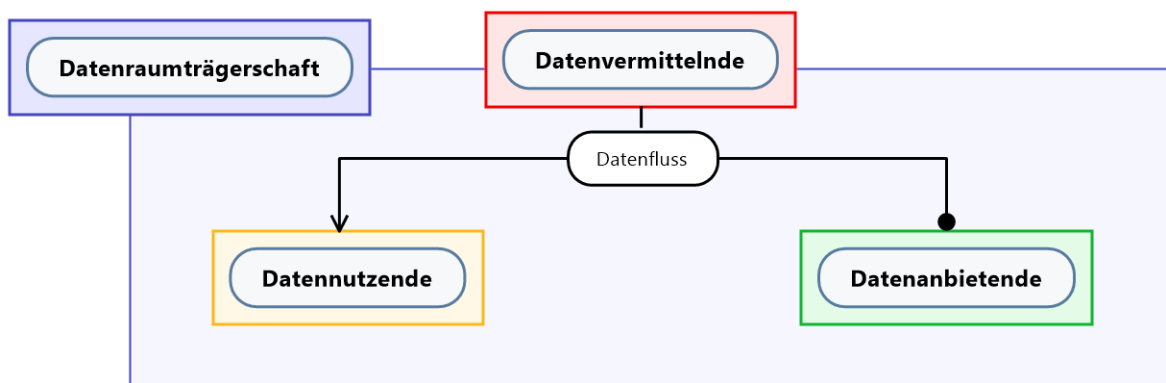 Datenraumträgerschaft
Datenvermittelnde
Datenfluss
Datennutzende
Datenanbietende